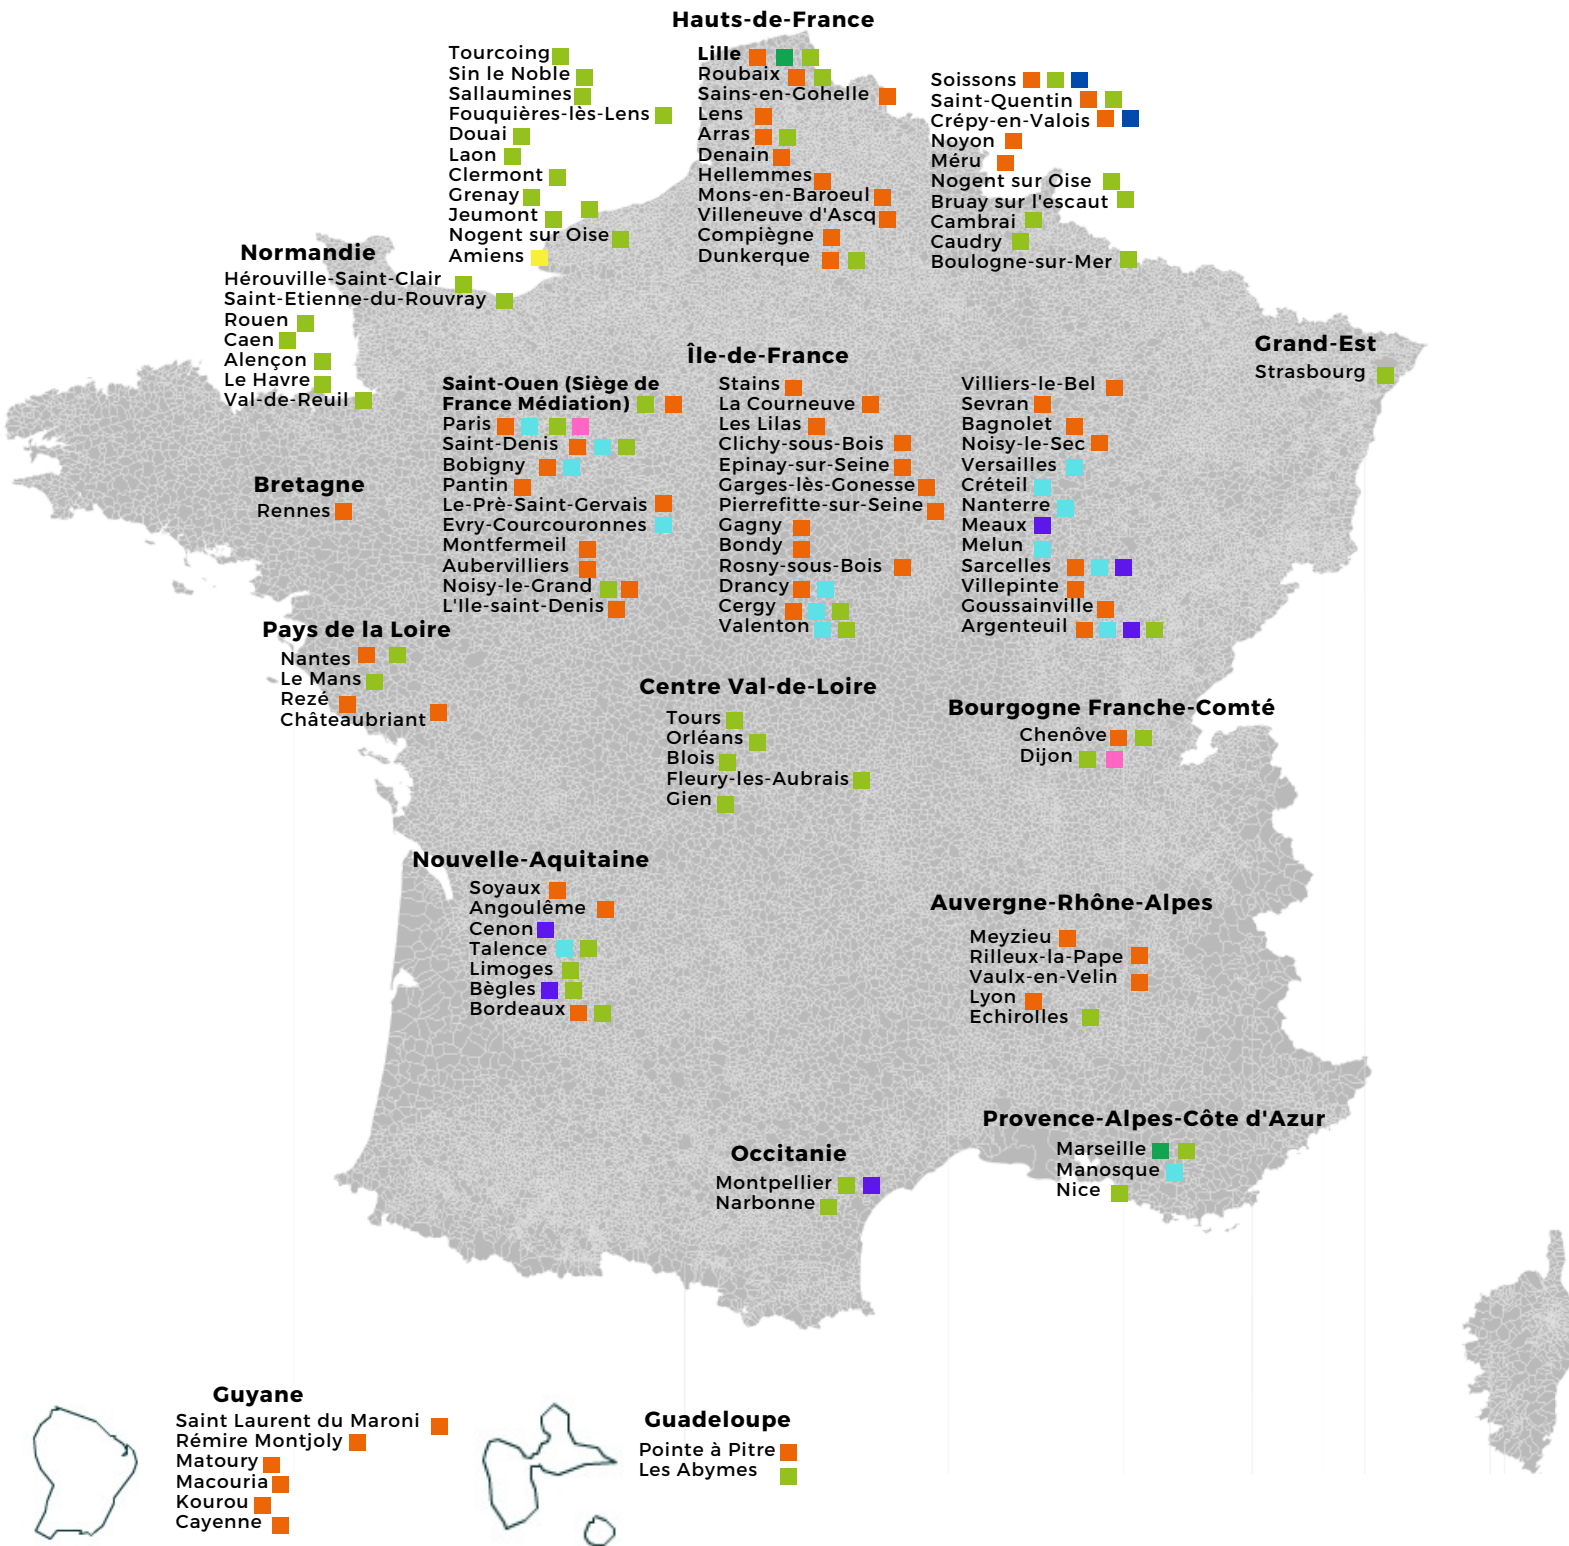 Hauts-de-France
Tourcoing
Sin le Noble
Sallaumines
Fouquières-lès-Lens
Douai
Laon
Clermont
Grenay
Jeumont
Nogent sur Oise
Amiens
Lille
Roubaix
Sains-en-Gohelle
Lens
Arras
Denain
Hellemmes
Mons-en-Baroeul
Villeneuve d'Ascq
Compiègne
Dunkerque
Soissons
Saint-Quentin
Crépy-en-Valois
Noyon
Méru
Nogent sur Oise
Bruay sur l'escaut
Cambrai
Caudry
Boulogne-sur-Mer
Normandie
Hérouville-Saint-Clair
Saint-Etienne-du-Rouvray
Rouen
Caen
Alençon
Le Havre
Val-de-Reuil
Île-de-France
Saint-Ouen (Siège de
France Médiation)
Paris
Saint-Denis
Bobigny
Pantin
Le-Prè-Saint-Gervais
Evry-Courcouronnes
Montfermeil
Aubervilliers
Noisy-le-Grand
L'Ile-saint-Denis
Stains
La Courneuve
Les Lilas
Clichy-sous-Bois
Epinay-sur-Seine
Garges-lès-Gonesse
Pierrefitte-sur-Seine
Gagny
Bondy
Rosny-sous-Bois
Drancy
Cergy
Valenton
Villiers-le-Bel
Sevran
Bagnolet
Noisy-le-Sec
Versailles
Créteil
Nanterre
Meaux
Melun
Sarcelles
Villepinte
Goussainville
Argenteuil
Grand-Est
Strasbourg
Bretagne
Rennes
Pays de la Loire
Nantes
Le Mans
Rezé
Châteaubriant
Centre Val-de-Loire
Tours
Orléans
Blois
Fleury-les-Aubrais
Gien
Bourgogne Franche-Comté
Chenôve
Dijon
Nouvelle-Aquitaine
Soyaux
Angoulême
Cenon
Talence
Limoges
Bègles
Bordeaux
Auvergne-Rhône-Alpes
Meyzieu
Rilleux-la-Pape
Vaulx-en-Velin
Lyon
Echirolles
Provence-Alpes-Côte d'Azur
Marseille
Manosque
Nice
Occitanie
Montpellier
Narbonne
Guyane
Saint Laurent du Maroni
Rémire Montjoly
Matoury
Macouria
Kourou
Cayenne
Guadeloupe
Pointe à Pitre
Les Abymes